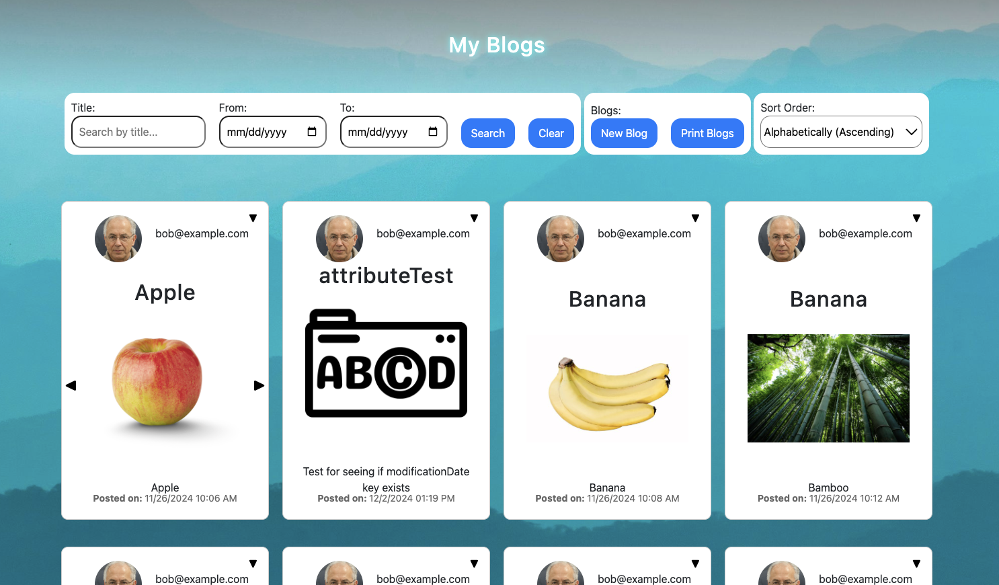 My Blogs
Title: From: To: Blogs: Sort Order:
Search by title... mm/dd/yyyy mm/dd/yyyy Search Clear New Blog Print Blogs Alphabetically (Ascending)
bob@example.com
Apple
Apple
Posted on: 11/26/2024 10:06 AM
bob@example.com
attributeTest
ABCD
Test for seeing if modificationDate
key exists
Posted on: 12/2/2024 01:19 PM
bob@example.com
Banana
Banana
Posted on: 11/26/2024 10:08 AM
bob@example.com
Banana
Bamboo
Posted on: 11/26/2024 10:12 AM
bob@example.com
bob@example.com
bob@example.com
bob@example.com